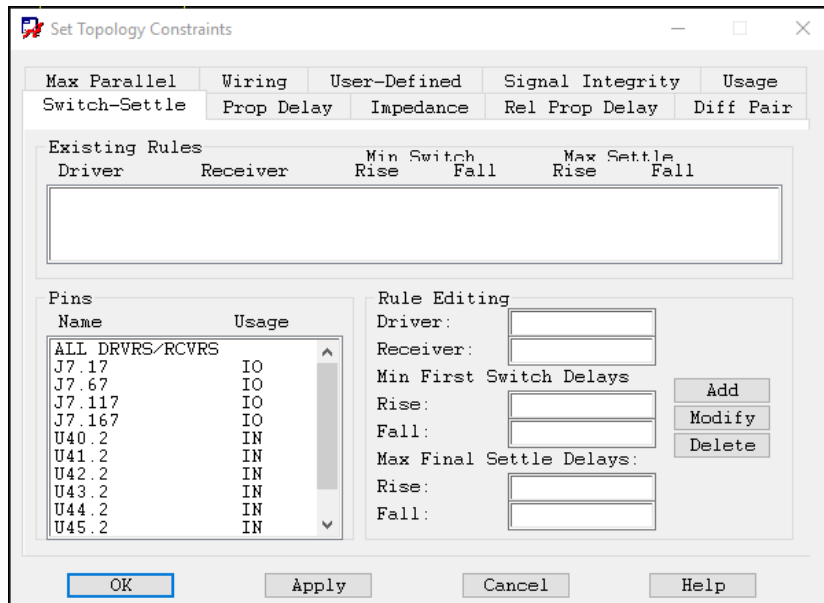 Set Topology Constraints
Max Parallel Wiring User-Defined Signal Integrity Usage
Switch-Settle Prop Delay Impedance Rel Prop Delay Diff Pair
Existing Rules
Min Switch Max Settle
Driver Receiver Rise Fall Rise Fall
Pins
Name Usage
ALL DRVRS/RCVRS
J7.17 IO
J7.67 IO
J7.117 IO
J7.167 IO
U40.2 IN
U41.2 IN
U42.2 IN
U43.2 IN
U44.2 IN
U45.2 IN
Rule Editing
Driver:
Receiver:
Min First Switch Delays
Rise:
Fall:
Max Final Settle Delays:
Rise:
Fall:
Add
Modify
Delete
OK Apply Cancel Help